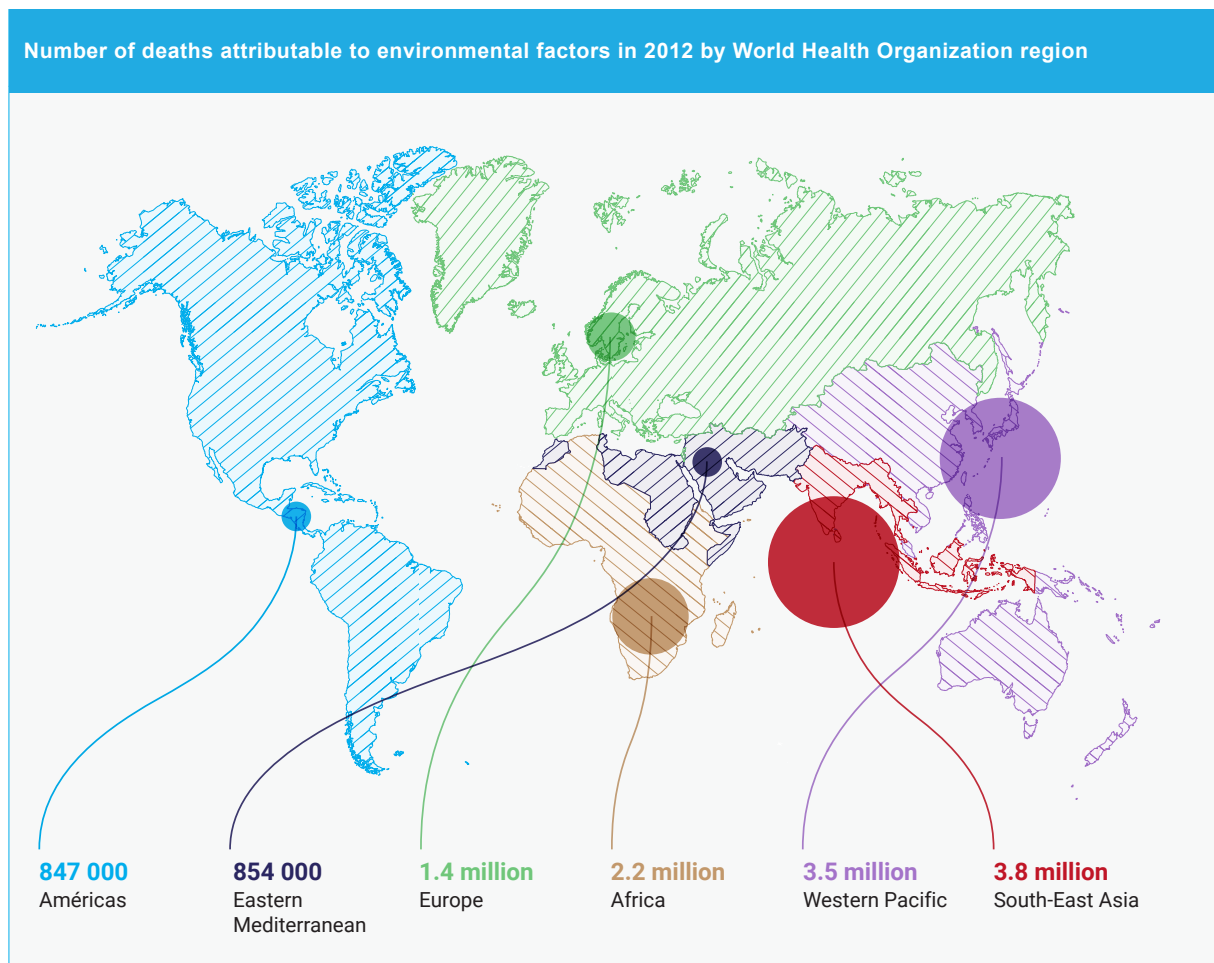 Number of deaths attributable to environmental factors in 2012 by World Health Organization region
847 000
Américas
854 000
Eastern
Mediterranean
1.4 million
Europe
2.2 million
Africa
3.5 million
Western Pacific
3.8 million
South-East Asia